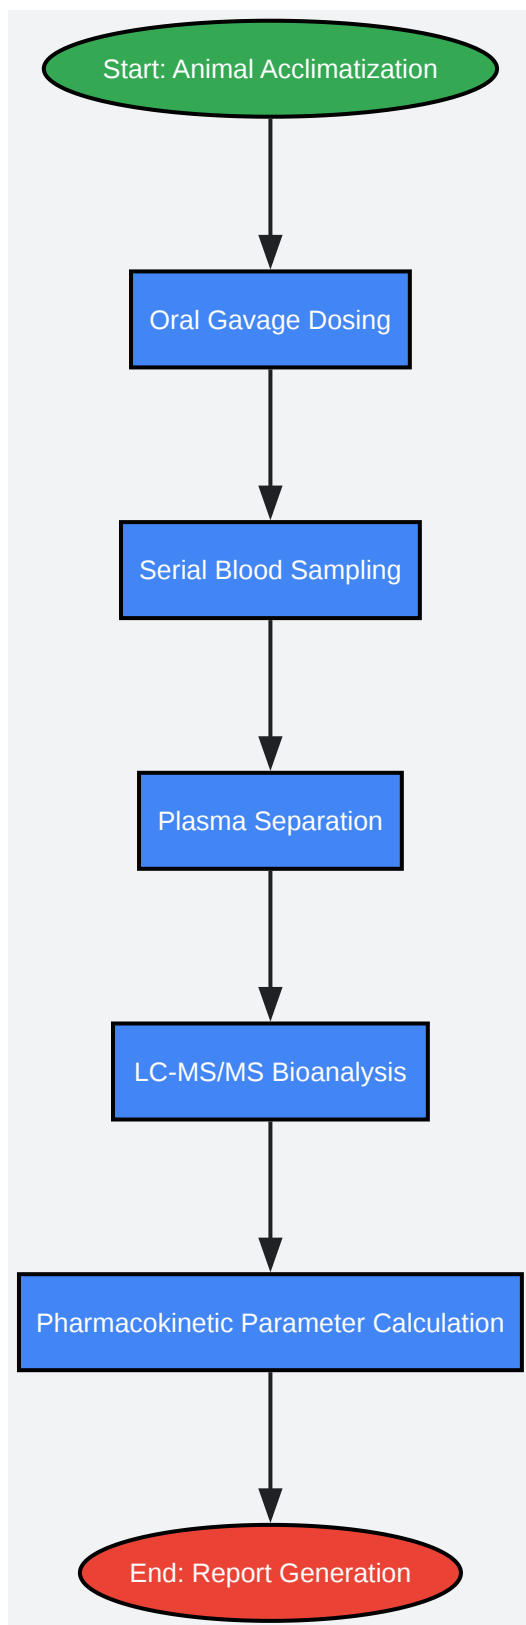 Start: Animal Acclimatization
Oral Gavage Dosing
Serial Blood Sampling
Plasma Separation
LC-MS/MS Bioanalysis
Pharmacokinetic Parameter Calculation
End: Report Generation